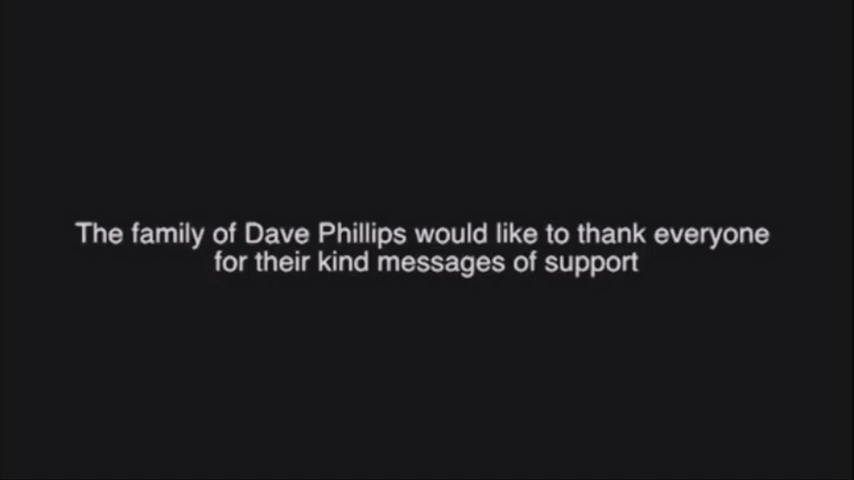 The family of Dave Phillips would like to thank everyone
for their kind messages of support